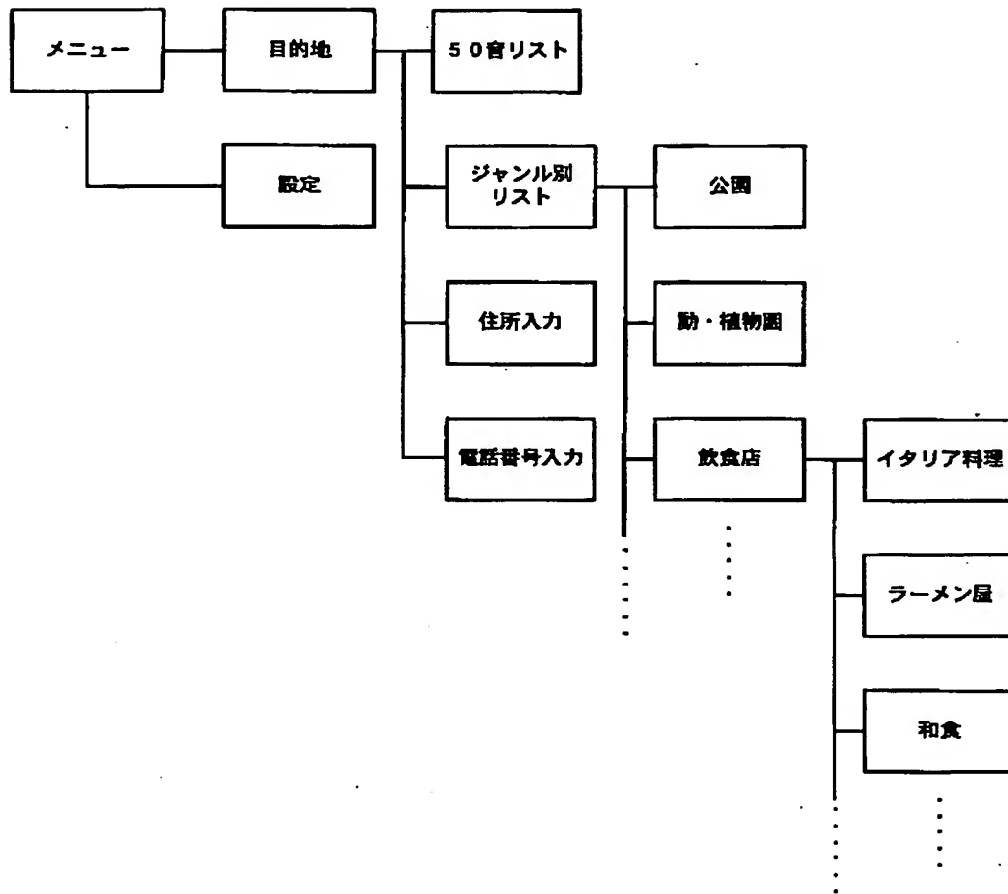 メニュー
目的地
50音リスト
設定
ジャンル別
リスト
公園
住所入力
動・植物園
電話番号入力
飲食店
イタリア料理
ラーメン屋
和食